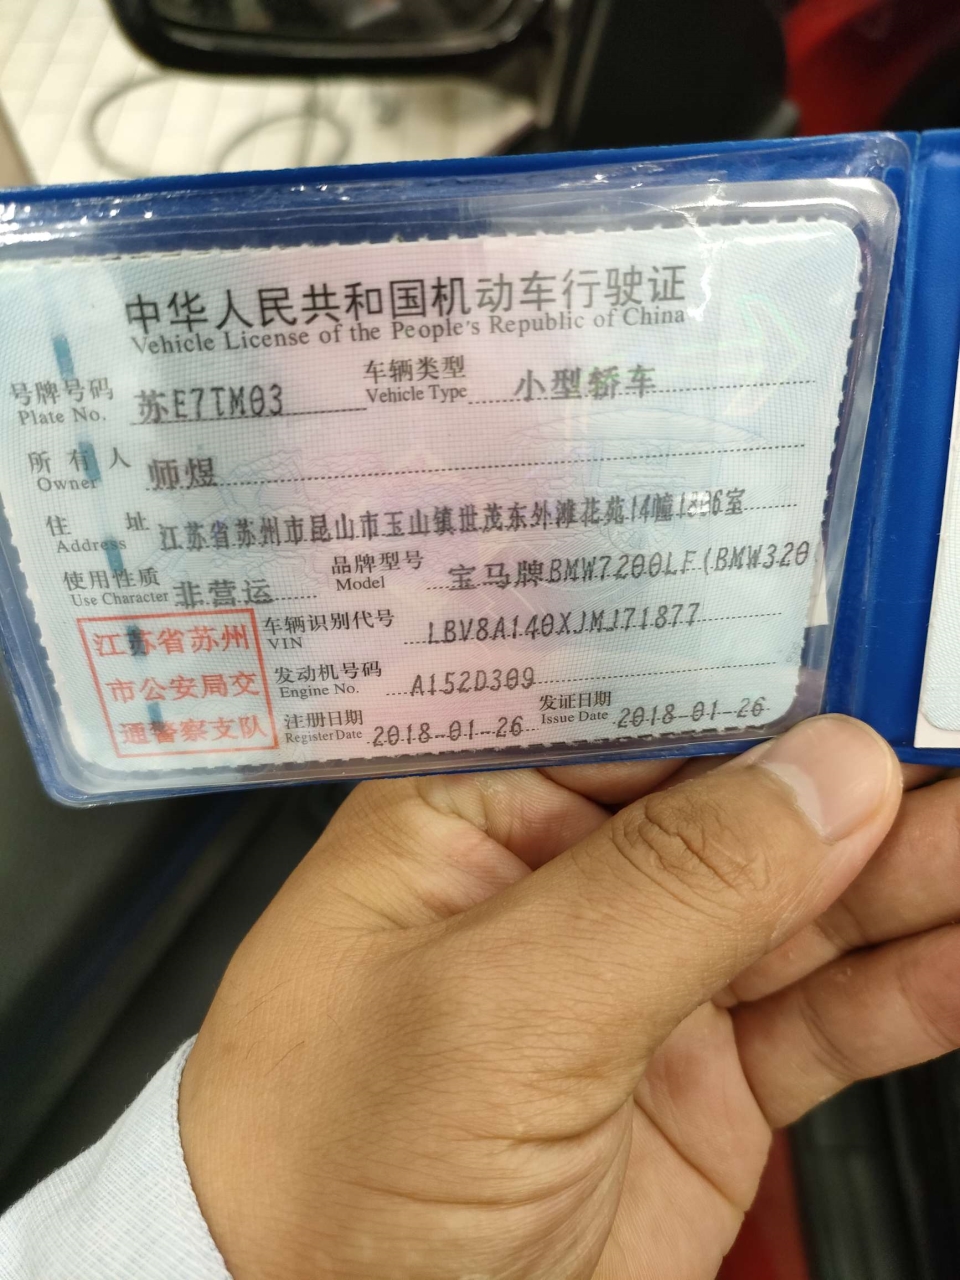 中华人民共和国机动车行驶证
Vehicle License of the People's Republic of China
号牌号码 苏E7TM03 车辆类型 小型轿车
Plate No. Vehicle Type
所有人 师煜
Owner
住址 江苏省苏州市昆山市玉山镇世茂东外滩花苑14幢1806室
Address
使用性质 非营运 品牌型号 宝马牌BMW7200LF(BMW320
Use Character Model
车辆识别代号 LBV8A140XJMJ71877
VIN
发动机号码 A152D309
Engine No.
注册日期 2018-01-26 发证日期 2018-01-26
Register Date Issue Date
江苏省苏州
市公安局交
通警察支队